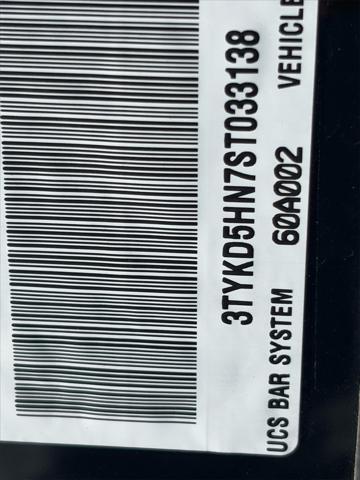 3TYKD5HN7ST033138
UCS BAR SYSTEM 60A002 VEHICLE